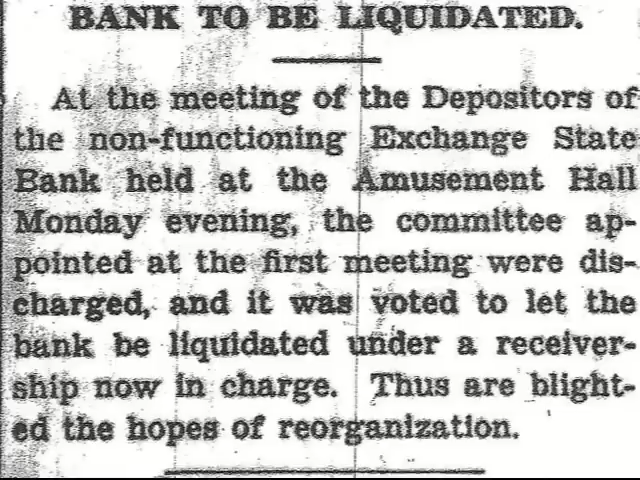 BANK TO BE LIQUIDATED.
At the meeting of the Depositors of
the non-functioning Exchange State
Bank held at the Amusement Hall
Monday evening, the committee ap-
pointed at the first meeting were dis-
charged, and it was voted to let the
bank be liquidated under a receiver-
ship now in charge. Thus are blight-
ed the hopes of reorganization.